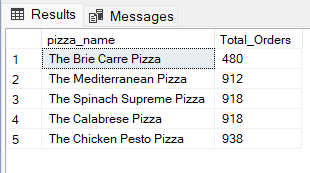 Results Messages
pizza_name Total_Orders
1 The Brie Carre Pizza 480
2 The Mediterranean Pizza 912
3 The Spinach Supreme Pizza 918
4 The Calabrese Pizza 918
5 The Chicken Pesto Pizza 938